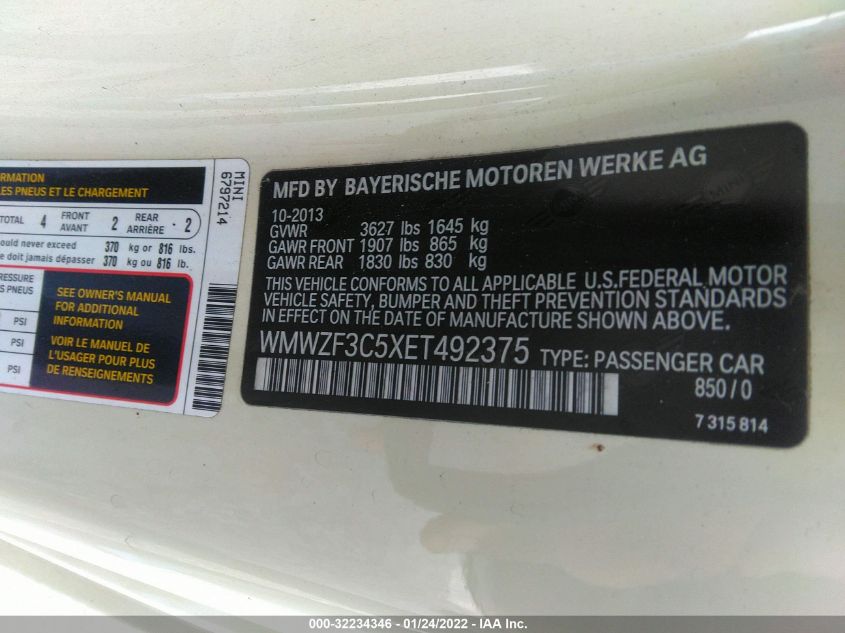 RMATION
LES PNEUS ET LE CHARGEMENT
TOTAL 4 FRONT AVANT 2 REAR ARRIÈRE 2
ould never exceed 370 kg or 816 lbs.
e doit jamais dépasser 370 kg ou 816 lb.
PRESSURE
S PNEUS
PSI
PSI
PSI
SEE OWNER'S MANUAL
FOR ADDITIONAL
INFORMATION
VOIR LE MANUEL DE
L'USAGER POUR PLUS
DE RENSEIGNEMENTS
MINI
6797214
MFD BY BAYERISCHE MOTOREN WERKE AG
10-2013
GVWR 3627 lbs 1645 kg
GAWR FRONT 1907 lbs 865 kg
GAWR REAR 1830 lbs 830 kg
THIS VEHICLE CONFORMS TO ALL APPLICABLE U.S.FEDERAL MOTOR
VEHICLE SAFETY, BUMPER AND THEFT PREVENTION STANDARDS
IN EFFECT ON THE DATE OF MANUFACTURE SHOWN ABOVE.
WMWZF3C5XET492375 TYPE: PASSENGER CAR
850/0
7 315 814
000-32234346 - 01/24/2022 - IAA Inc.